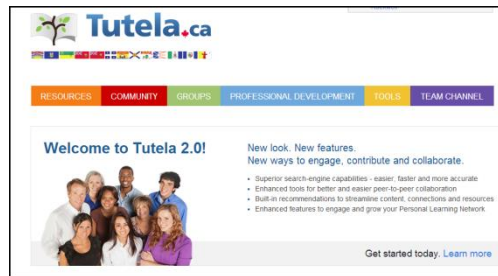 Tutela.ca
RESOURCES COMMUNITY GROUPS PROFESSIONAL DEVELOPMENT TOOLS TEAM CHANNEL
Welcome to Tutela 2.0!
New look. New features.
New ways to engage, contribute and collaborate.
Superior search-engine capabilities - easier, faster and more accurate
Enhanced tools for better and easier peer-to-peer collaboration
Built-in recommendations to streamline content, connections and resources
Enhanced features to engage and grow your Personal Learning Network
Get started today. Learn more